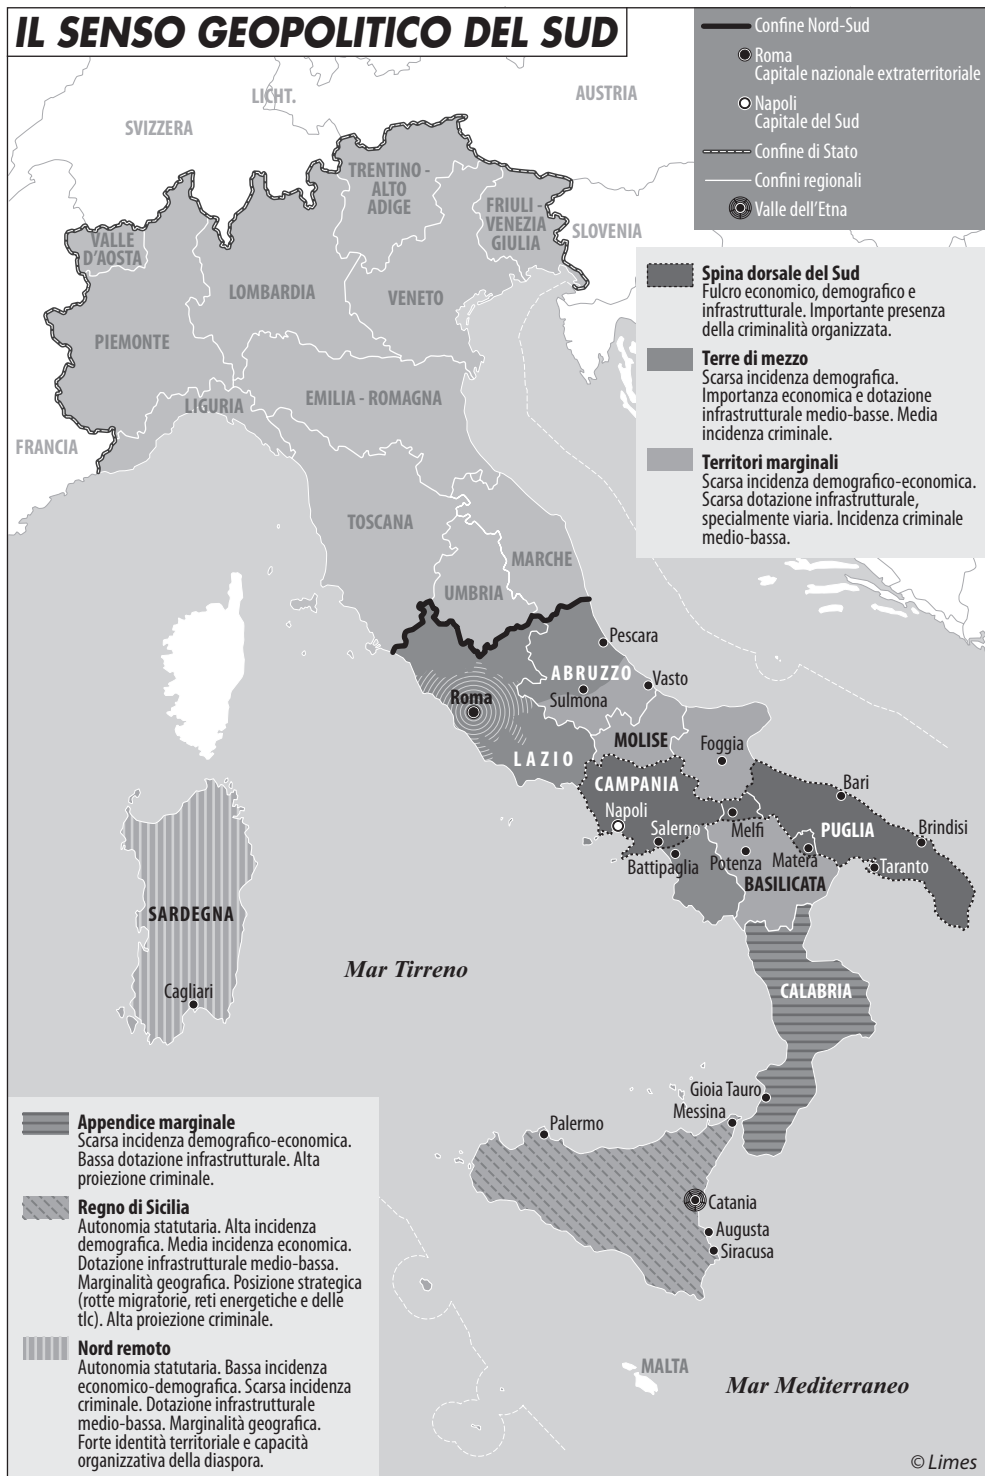 IL SENSO GEOPOLITICO DEL SUD
Confine Nord-Sud
Roma
Capitale nazionale extraterritoriale
Napoli
Capitale del Sud
Confine di Stato
Confini regionali
Valle dell'Etna
Spina dorsale del Sud
Fulcro economico, demografico e
infrastrutturale. Importante presenza
della criminalità organizzata.
Terre di mezzo
Scarsa incidenza demografica.
Importanza economica e dotazione
infrastrutturale medio-basse. Media
incidenza criminale.
Territori marginali
Scarsa incidenza demografico-economica.
Scarsa dotazione infrastrutturale,
specialmente viaria. Incidenza criminale
medio-bassa.
LICHT.
AUSTRIA
SVIZZERA
TRENTINO -
ALTO
ADIGE
FRIULI -
VENEZIA
GIULIA
SLOVENIA
VALLE
D'AOSTA
LOMBARDIA
VENETO
PIEMONTE
EMILIA - ROMAGNA
LIGURIA
FRANCIA
TOSCANA
MARCHE
UMBRIA
Pescara
ABRUZZO
Vasto
Sulmona
Roma
MOLISE
Foggia
LAZIO
CAMPANIA
Bari
Napoli
Salerno
Melfi
PUGLIA
Brindisi
Battipaglia
Potenza
Matera
Taranto
BASILICATA
SARDEGNA
Cagliari
Mar Tirreno
CALABRIA
Gioia Tauro
Messina
Palermo
Catania
Augusta
Siracusa
MALTA
Mar Mediterraneo
Appendice marginale
Scarsa incidenza demografico-economica.
Bassa dotazione infrastrutturale. Alta
proiezione criminale.
Regno di Sicilia
Autonomia statutaria. Alta incidenza
demografica. Media incidenza economica.
Dotazione infrastrutturale medio-bassa.
Marginalità geografica. Posizione strategica
(rotte migratorie, reti energetiche e delle
tlc). Alta proiezione criminale.
Nord remoto
Autonomia statutaria. Bassa incidenza
economico-demografica. Scarsa incidenza
criminale. Dotazione infrastrutturale
medio-bassa. Marginalità geografica.
Forte identità territoriale e capacità
organizzativa della diaspora.
© Limes